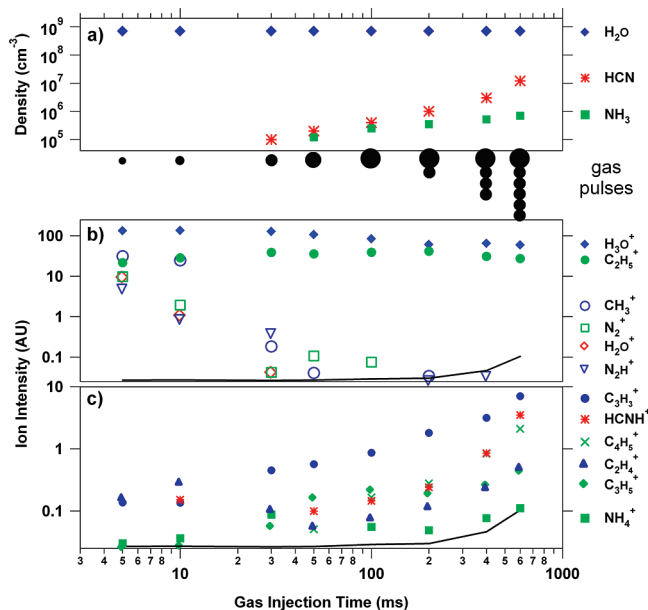 a)
Density (cm⁻³)
10⁹
10⁸
10⁷
10⁶
10⁵
H₂O
HCN
NH₃
gas
pulses
b)
Ion Intensity (AU)
100
10
1
0.1
H₃O⁺
C₂H₅⁺
CH₃⁺
N₂⁺
H₂O⁺
N₂H⁺
c)
10
1
0.1
C₃H₃⁺
HCNH⁺
C₄H₅⁺
C₂H₄⁺
C₃H₅⁺
NH₄⁺
3 4 5 6 7 8 10 2 3 4 5 6 7 8 100 2 3 4 5 6 7 8 1000
Gas Injection Time (ms)